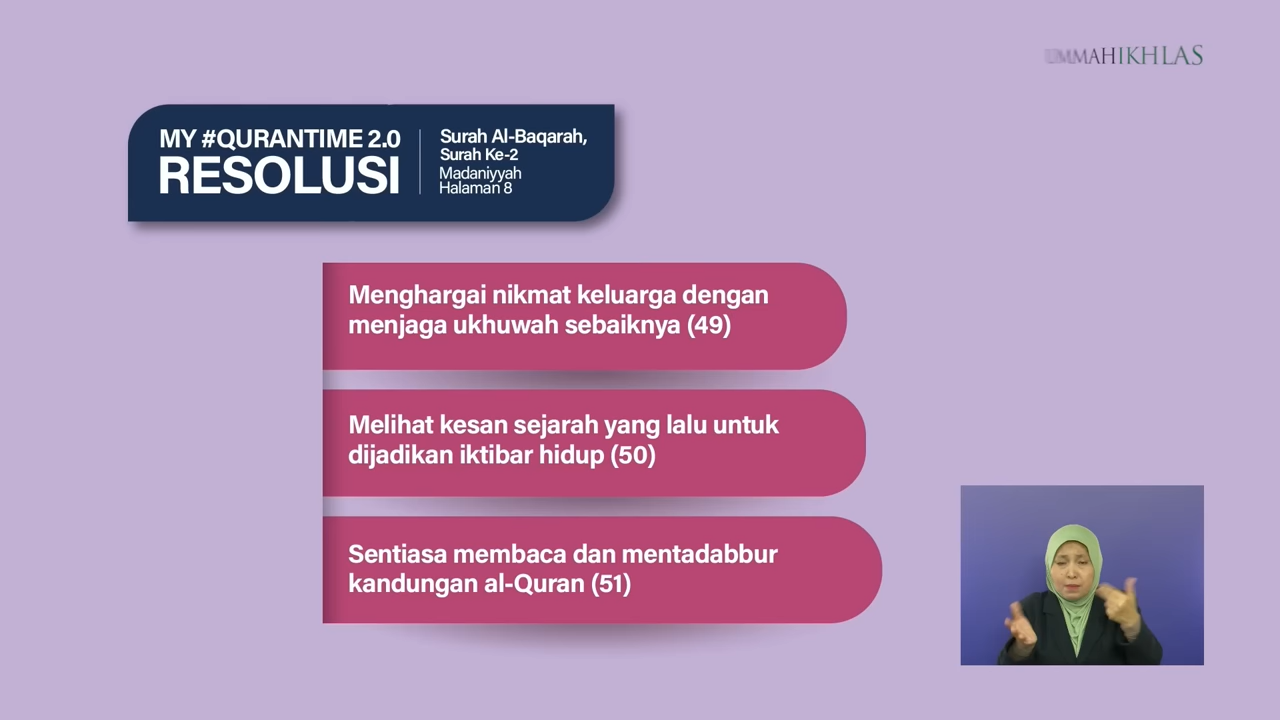 UMMAHIKHLAS
MY #QURANTIME 2.0
RESOLUSI
Surah Al-Baqarah,
Surah Ke-2
Madaniyyah
Halaman 8
Menghargai nikmat keluarga dengan
menjaga ukhuwah sebaiknya (49)
Melihat kesan sejarah yang lalu untuk
dijadikan iktibar hidup (50)
Sentiasa membaca dan mentadabbur
kandungan al-Quran (51)